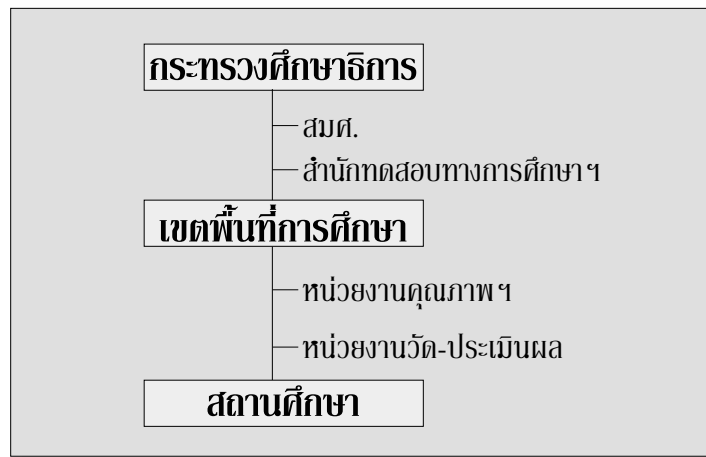 กระทรวงศึกษาธิการ
สมศ.
สำนักทดสอบทางการศึกษาฯ
เขตพื้นที่การศึกษา
หน่วยงานคุณภาพฯ
หน่วยงานวัด-ประเมินผล
สถานศึกษา